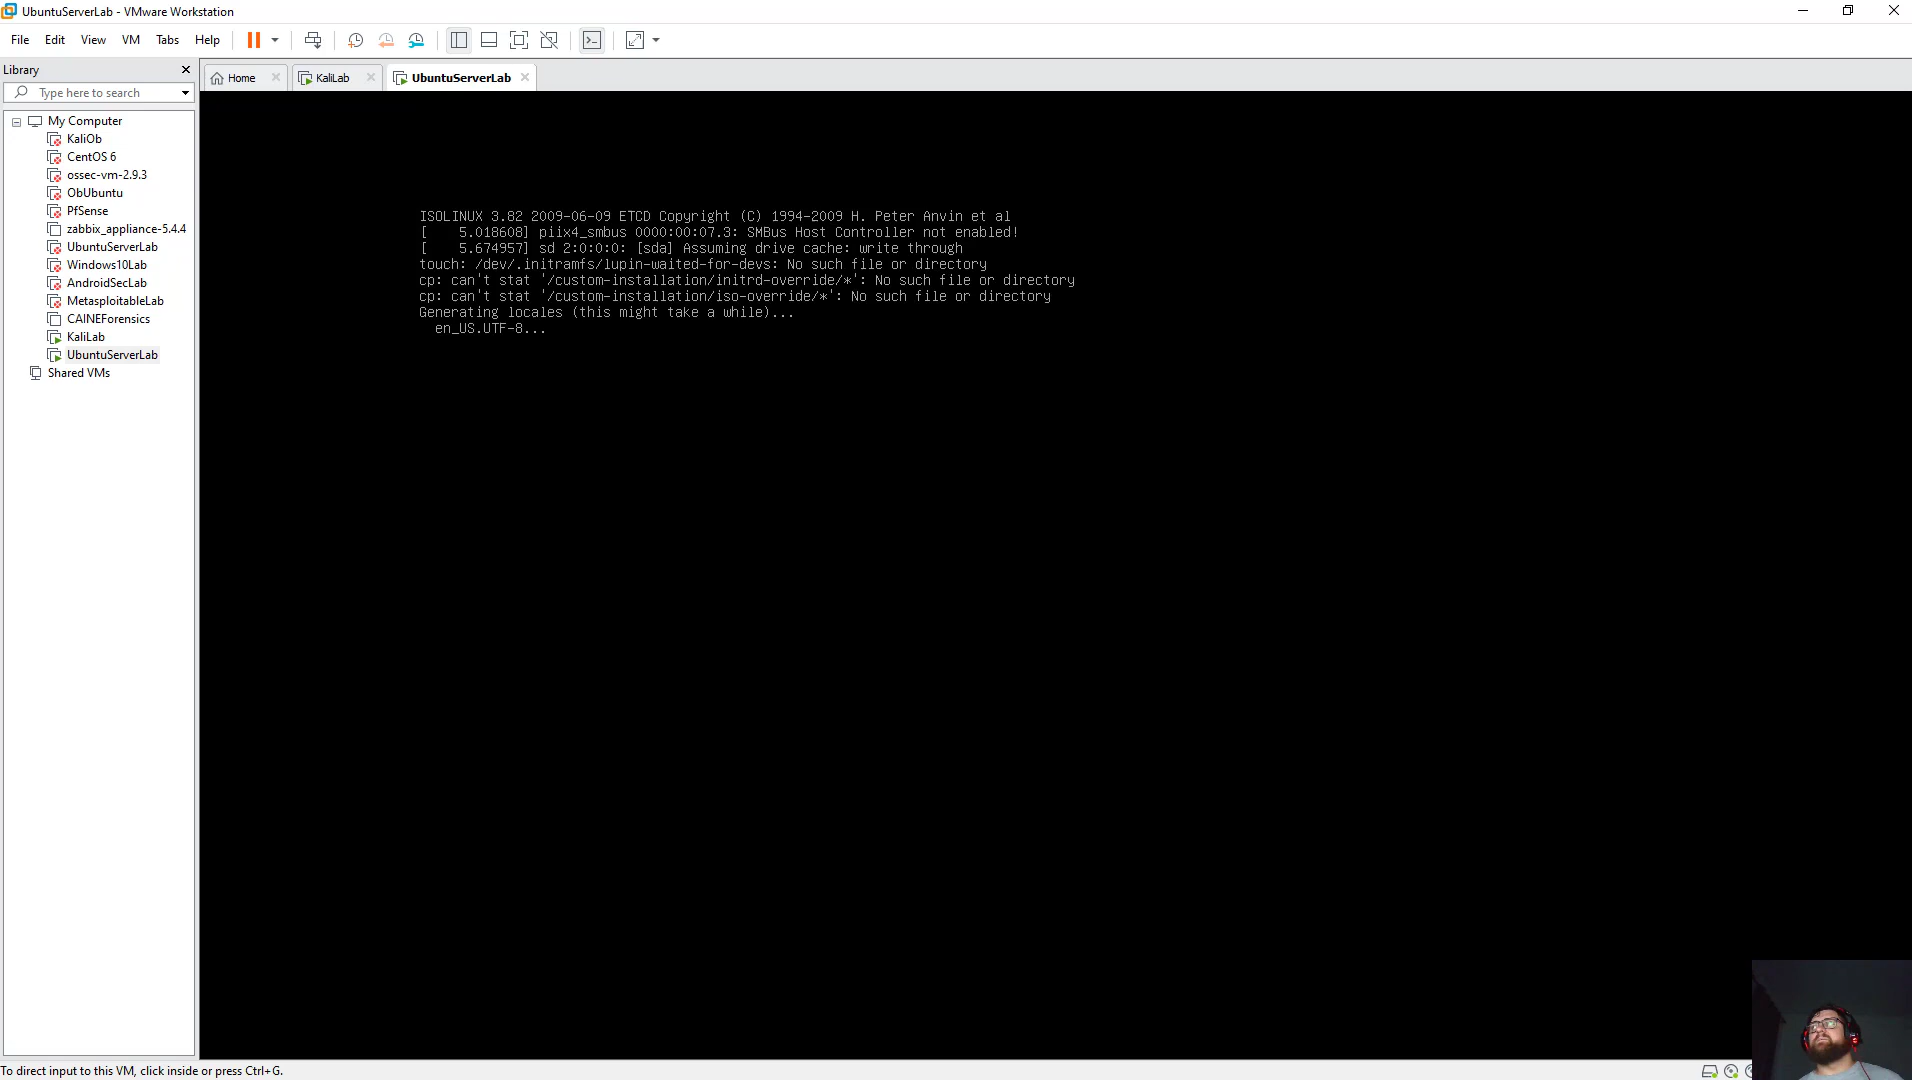 UbuntuServerLab - VMware Workstation
File Edit View VM Tabs Help
Library
Home KaliLab UbuntuServerLab
Type here to search
My Computer
KaliOb
CentOS 6
ossec-vm-2.9.3
ObUbuntu
PfSense
zabbix_appliance-5.4.4
UbuntuServerLab
Windows10Lab
AndroidSecLab
MetasploitableLab
CAINEForensics
KaliLab
UbuntuServerLab
Shared VMs
ISOLINUX 3.82 2009-06-09 ETCD Copyright (C) 1994-2009 H. Peter Anvin et al
[    5.018608] piix4_smbus 0000:00:07.3: SMBus Host Controller not enabled!
[    5.674957] sd 2:0:0:0: [sda] Assuming drive cache: write through
touch: /dev/.initramfs/lupin-waited-for-devs: No such file or directory
cp: can't stat '/custom-installation/initrd-override/*': No such file or directory
cp: can't stat '/custom-installation/iso-override/*': No such file or directory
Generating locales (this might take a while)...
en_US.UTF-8...
To direct input to this VM, click inside or press Ctrl+G.